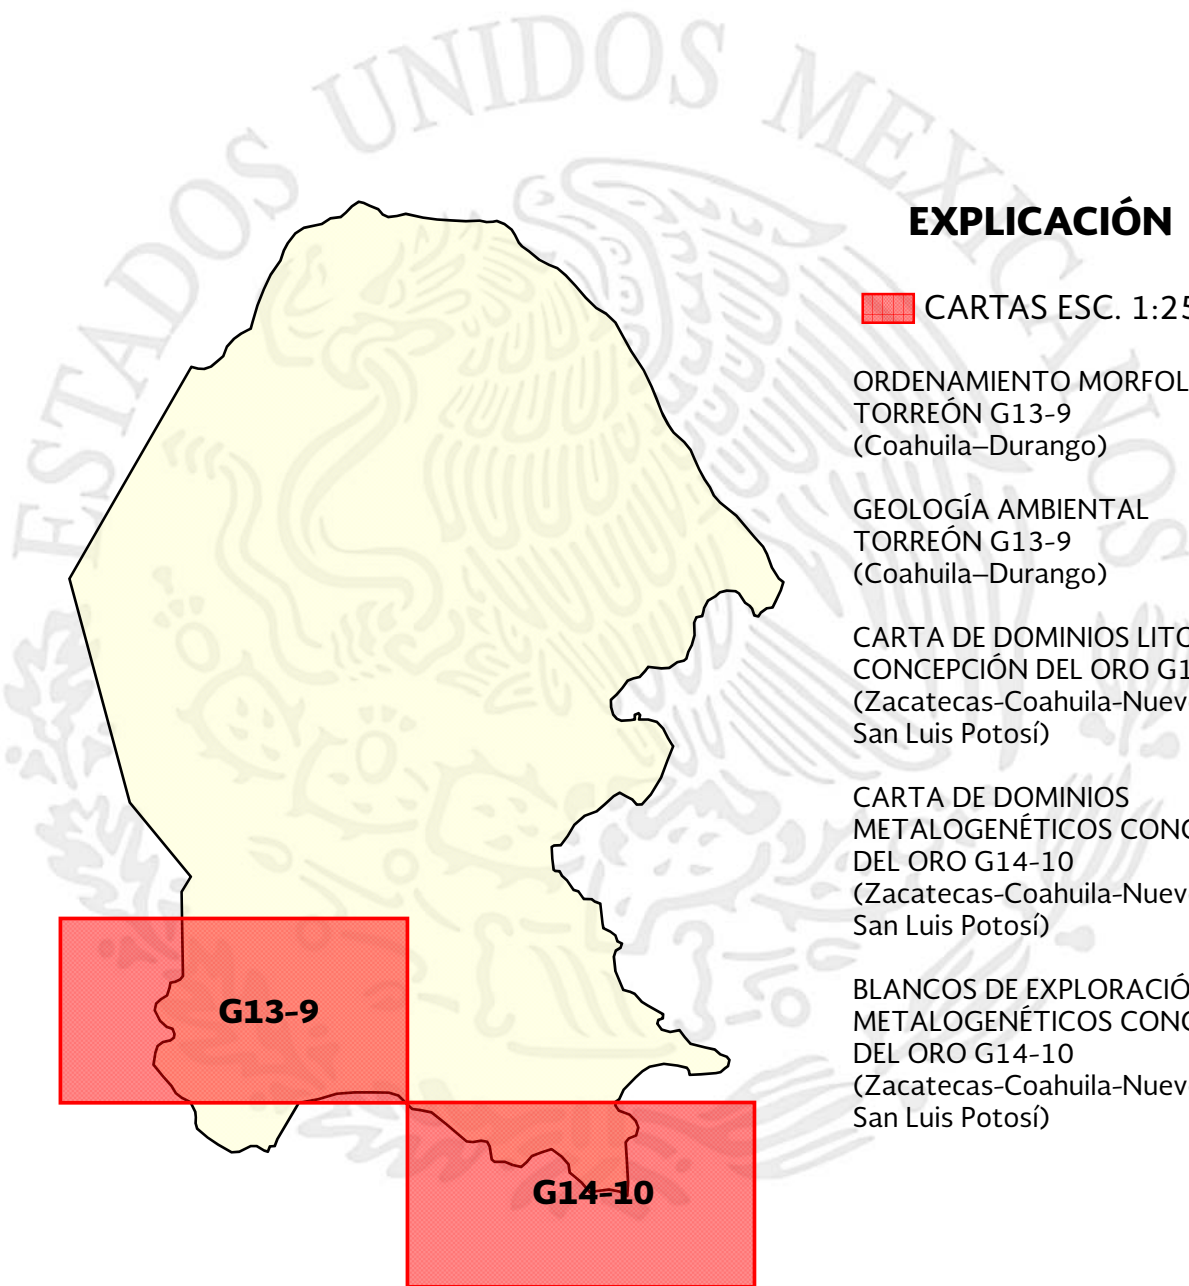 ESTADOS UNIDOS MEXICANOS
EXPLICACIÓN
CARTAS ESC. 1:25
ORDENAMIENTO MORFOL
TORREÓN G13-9
(Coahuila–Durango)
GEOLOGÍA AMBIENTAL
TORREÓN G13-9
(Coahuila–Durango)
CARTA DE DOMINIOS LITO
CONCEPCIÓN DEL ORO G1
(Zacatecas-Coahuila-Nuev
San Luis Potosí)
CARTA DE DOMINIOS
METALOGENÉTICOS CONC
DEL ORO G14-10
(Zacatecas-Coahuila-Nuev
San Luis Potosí)
BLANCOS DE EXPLORACIÓ
METALOGENÉTICOS CONC
DEL ORO G14-10
(Zacatecas-Coahuila-Nuev
San Luis Potosí)
G13-9
G14-10